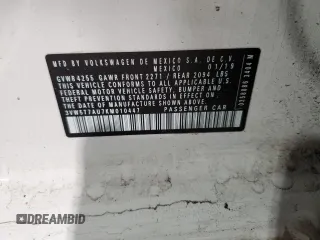 MFD BY VOLKSWAGEN DE MEXICO S.A. DE C.V.
MEXICO 01/19
GVWR 4255 GAWR FRONT 2271 / REAR 2094 LBS
THIS VEHICLE CONFORMS TO ALL APPLICABLE
FEDERAL MOTOR VEHICLE SAFETY, BUMPER AND
THEFT PREVENTION STANDARDS IN EFFECT ON
THE DATE OF MANUFACTURE SHOWN ABOVE
3VW5T7AU7KM010447 PASSENGER CAR
DREAMBID